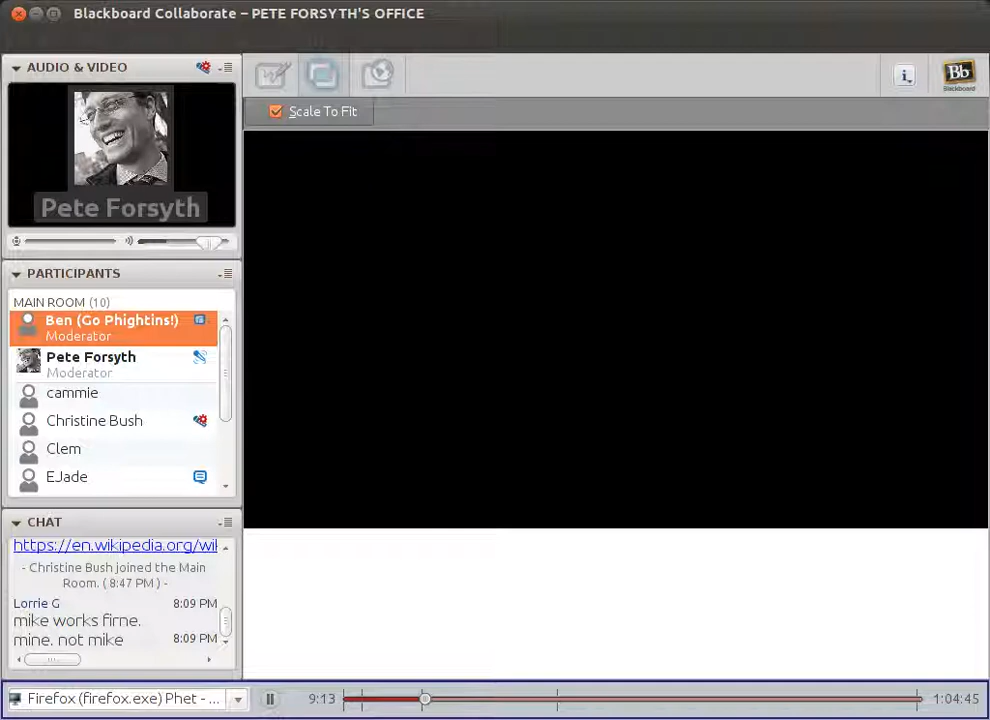 Blackboard Collaborate – PETE FORSYTH'S OFFICE
AUDIO & VIDEO
Pete Forsyth
PARTICIPANTS
MAIN ROOM (10)
Ben (Go Phightins!)
Moderator
Pete Forsyth
Moderator
cammie
Christine Bush
Clem
EJade
CHAT
https://en.wikipedia.org/wil
- Christine Bush joined the Main
Room. ( 8:47 PM ) -
Lorrie G 8:09 PM
mike works firne.
mine. not mike 8:09 PM
Scale To Fit
i
Bb
Blackboard
Firefox (firefox.exe) Phet - ...
9:13
1:04:45